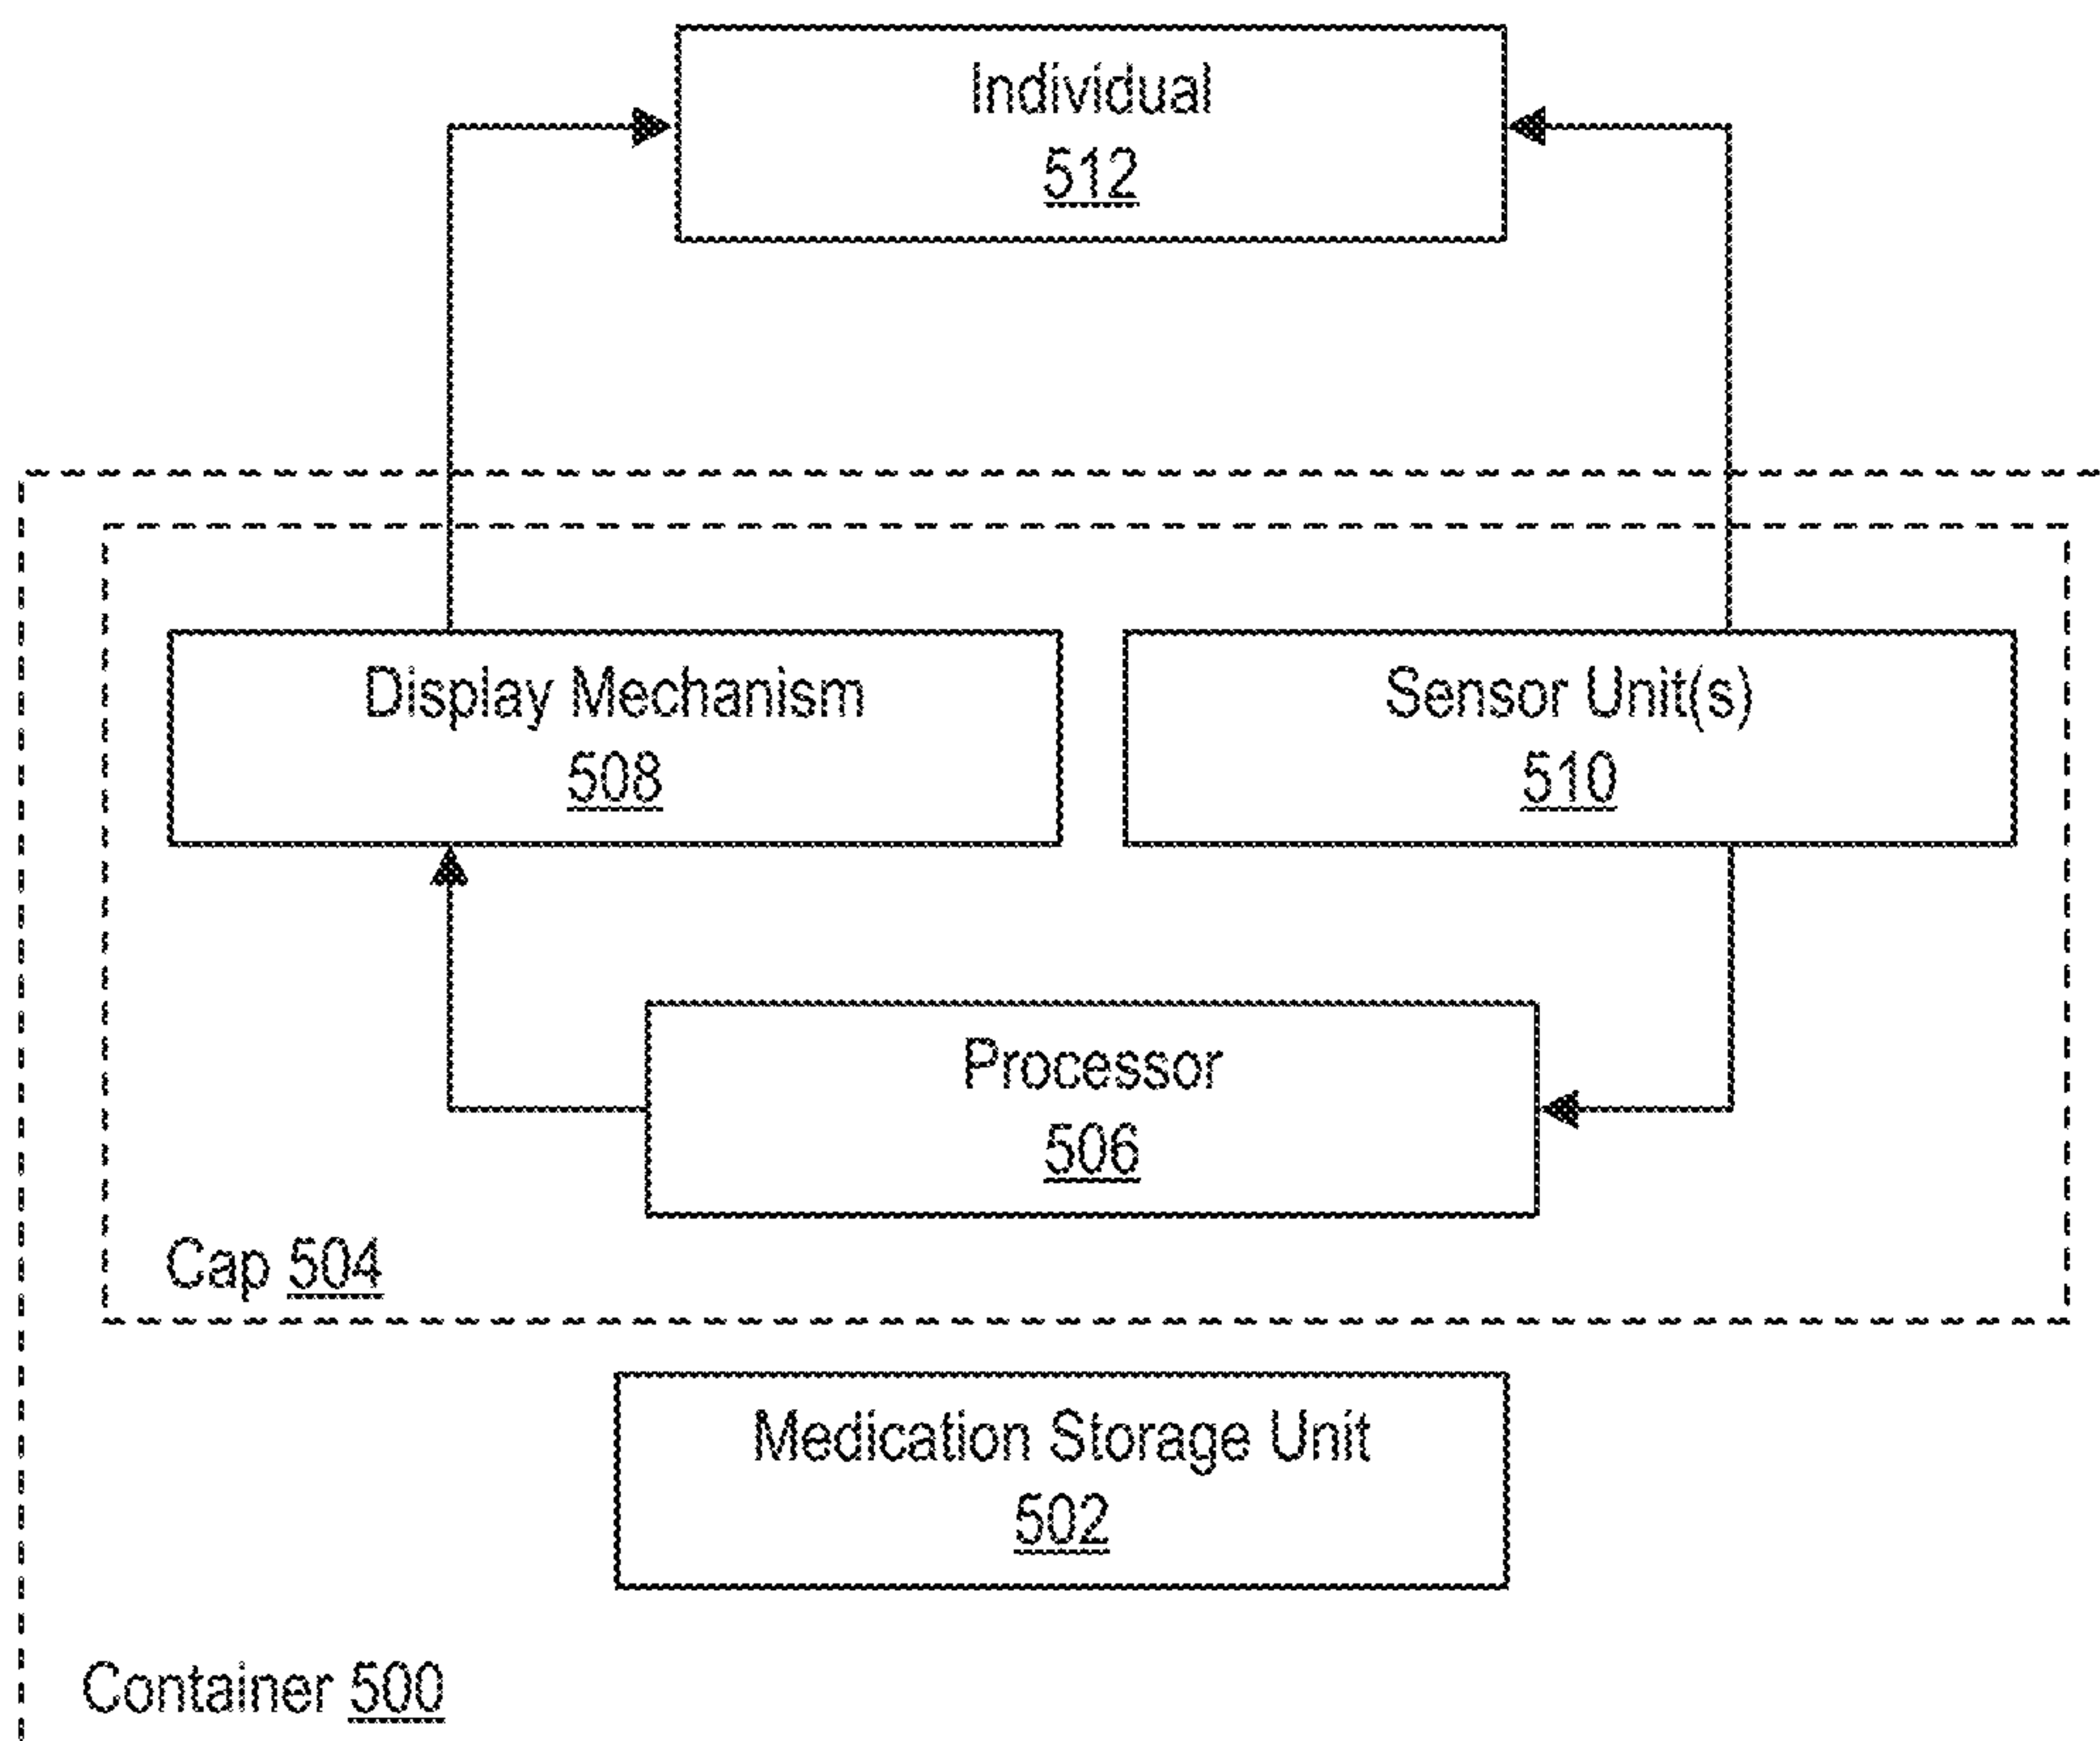 Individual
512
Display Mechanism
508
Sensor Unit(s)
510
Processor
506
Cap 504
Medication Storage Unit
502
Container 500